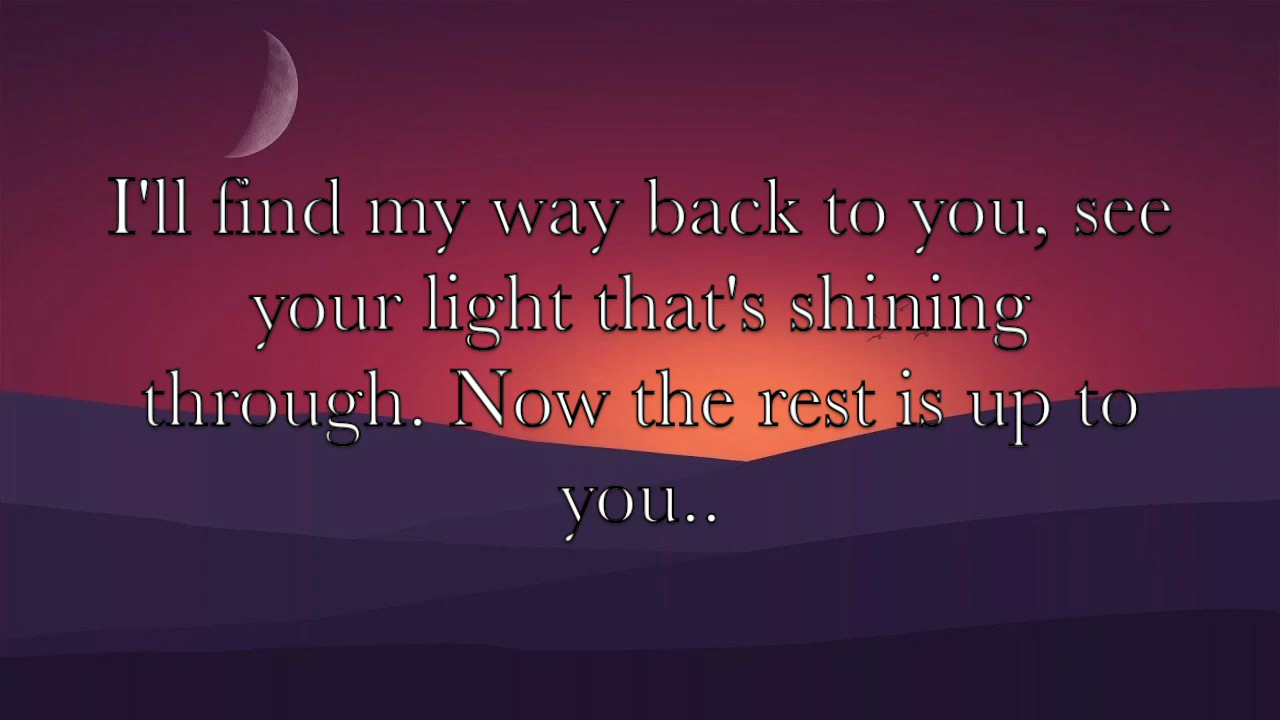 I'll find my way back to you, see
your light that's shining
through. Now the rest is up to
you..